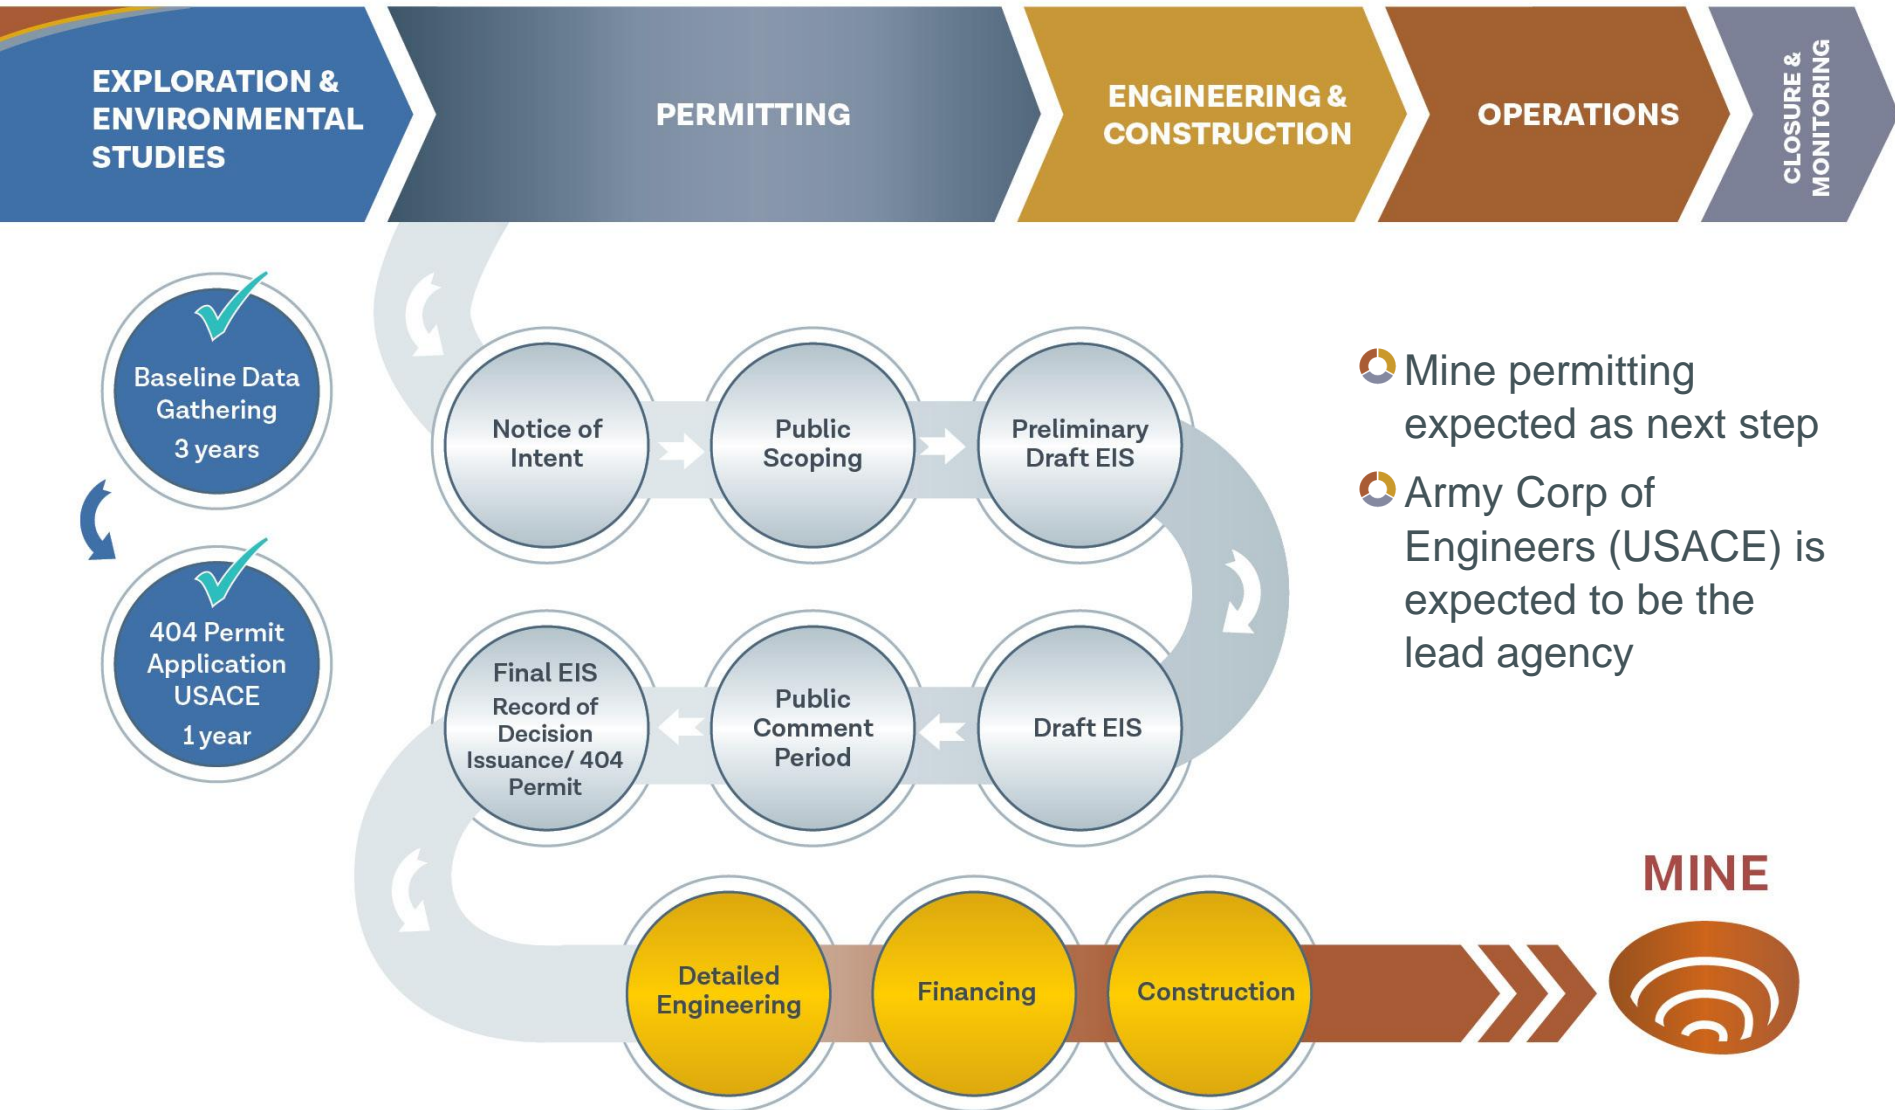 EXPLORATION &
ENVIRONMENTAL
STUDIES
PERMITTING
ENGINEERING &
CONSTRUCTION
OPERATIONS
CLOSURE &
MONITORING
Baseline Data
Gathering
3 years
404 Permit
Application
USACE
1 year
Notice of
Intent
Public
Scoping
Preliminary
Draft EIS
Draft EIS
Public
Comment
Period
Final EIS
Record of
Decision
Issuance/ 404
Permit
Detailed
Engineering
Financing
Construction
MINE
Mine permitting
expected as next step
Army Corp of
Engineers (USACE) is
expected to be the
lead agency